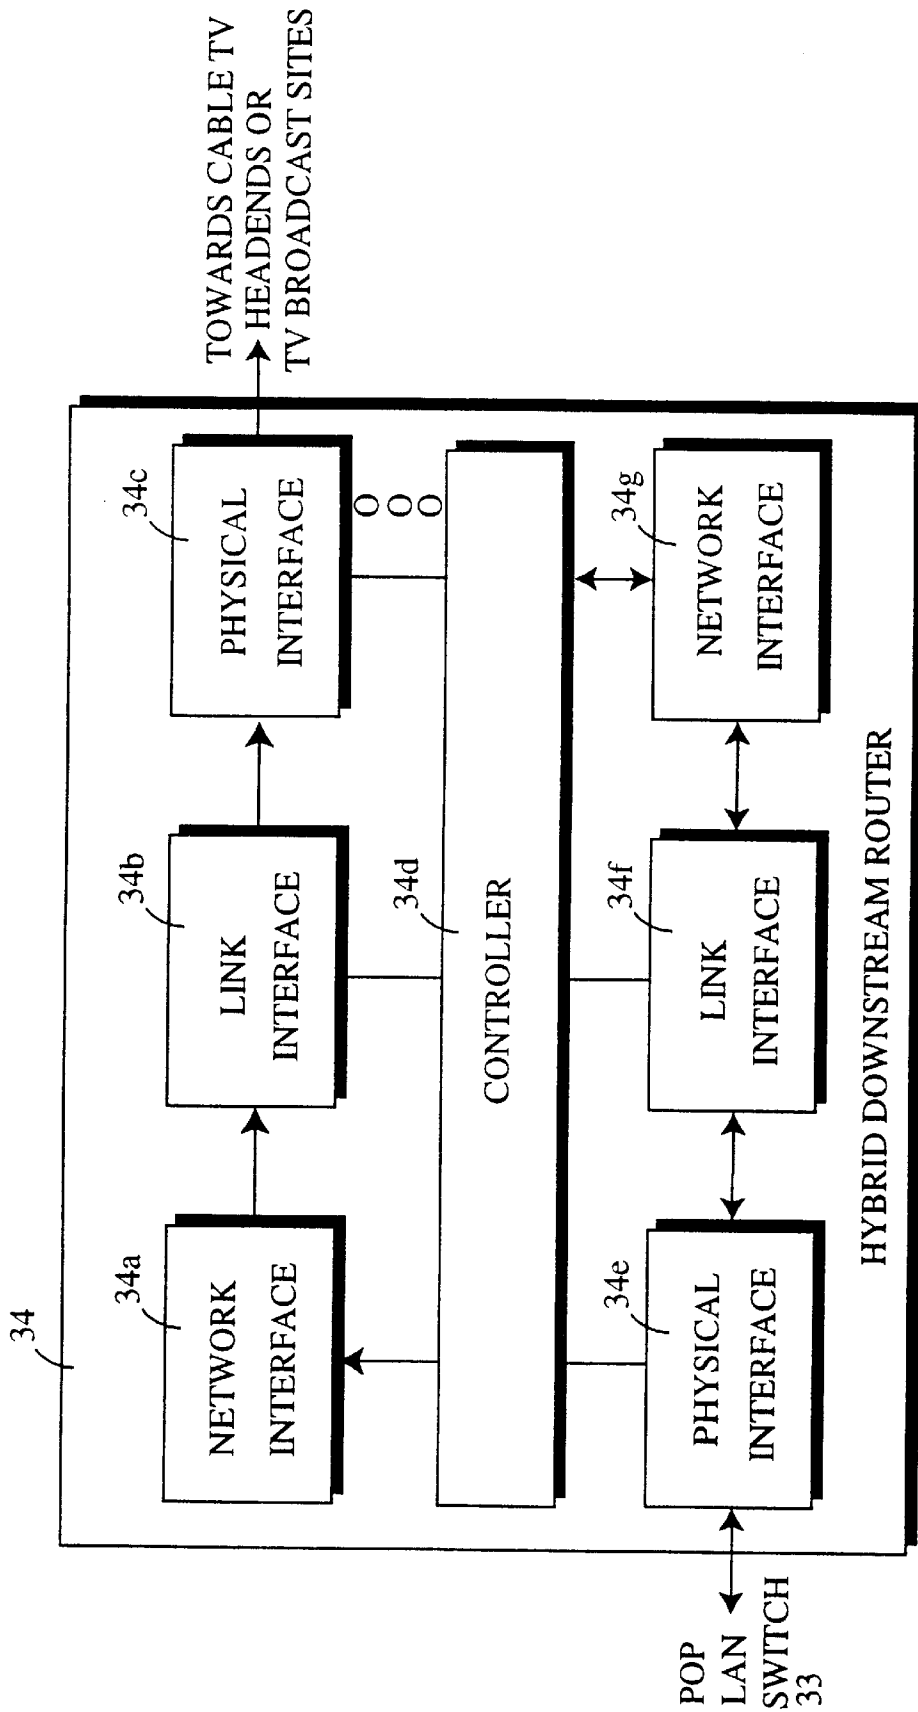 34
34a
NETWORK
INTERFACE
34b
LINK
INTERFACE
34c
PHYSICAL
INTERFACE
TOWARDS CABLE TV
HEADENDS OR
TV BROADCAST SITES
O O O
34d
CONTROLLER
POP
LAN
SWITCH
33
34e
PHYSICAL
INTERFACE
34f
LINK
INTERFACE
34g
NETWORK
INTERFACE
HYBRID DOWNSTREAM ROUTER